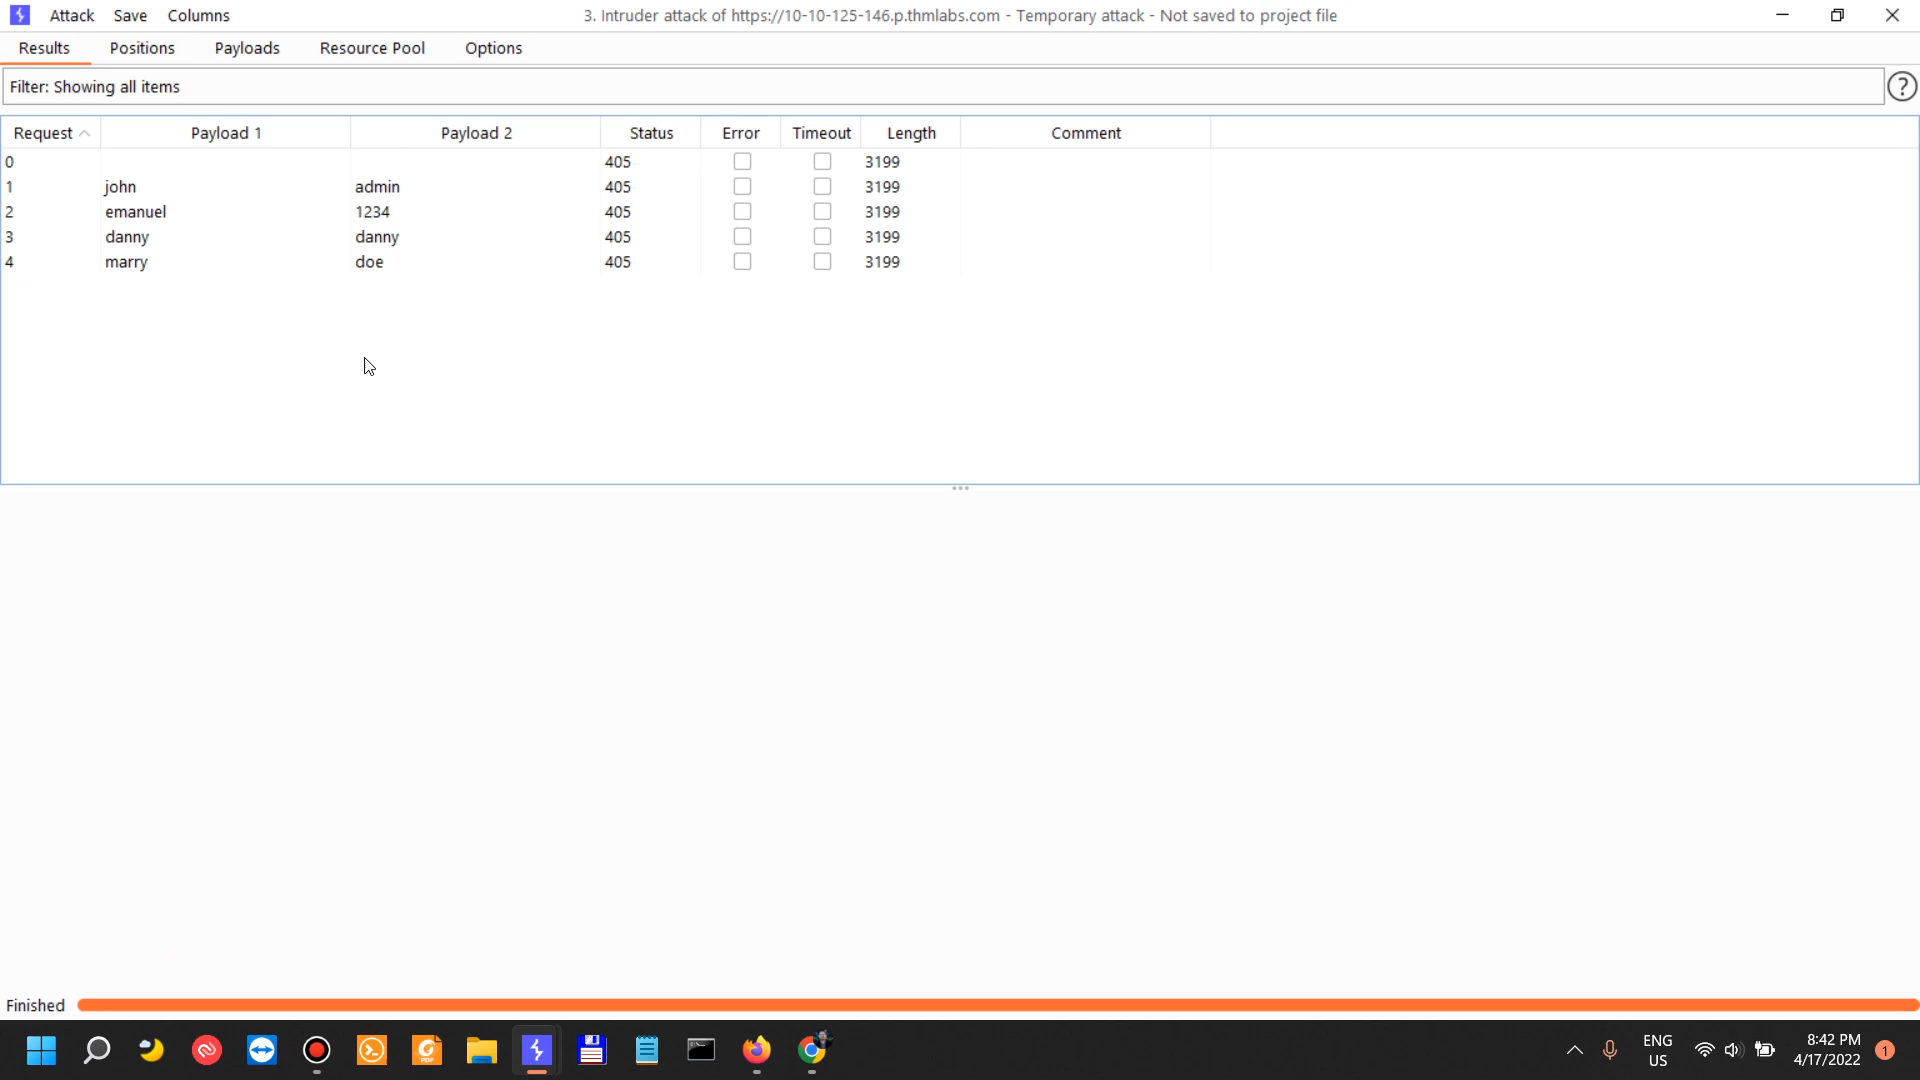 Attack Save Columns 3. Intruder attack of https://10-10-125-146.p.thmlabs.com - Temporary attack - Not saved to project file
Results Positions Payloads Resource Pool Options
Filter: Showing all items ?
Request Payload 1 Payload 2 Status Error Timeout Length Comment
0 405 3199
1 john admin 405 3199
2 emanuel 1234 405 3199
3 danny danny 405 3199
4 marry doe 405 3199
Finished
PDF
ENG 8:42 PM
US 4/17/2022 1